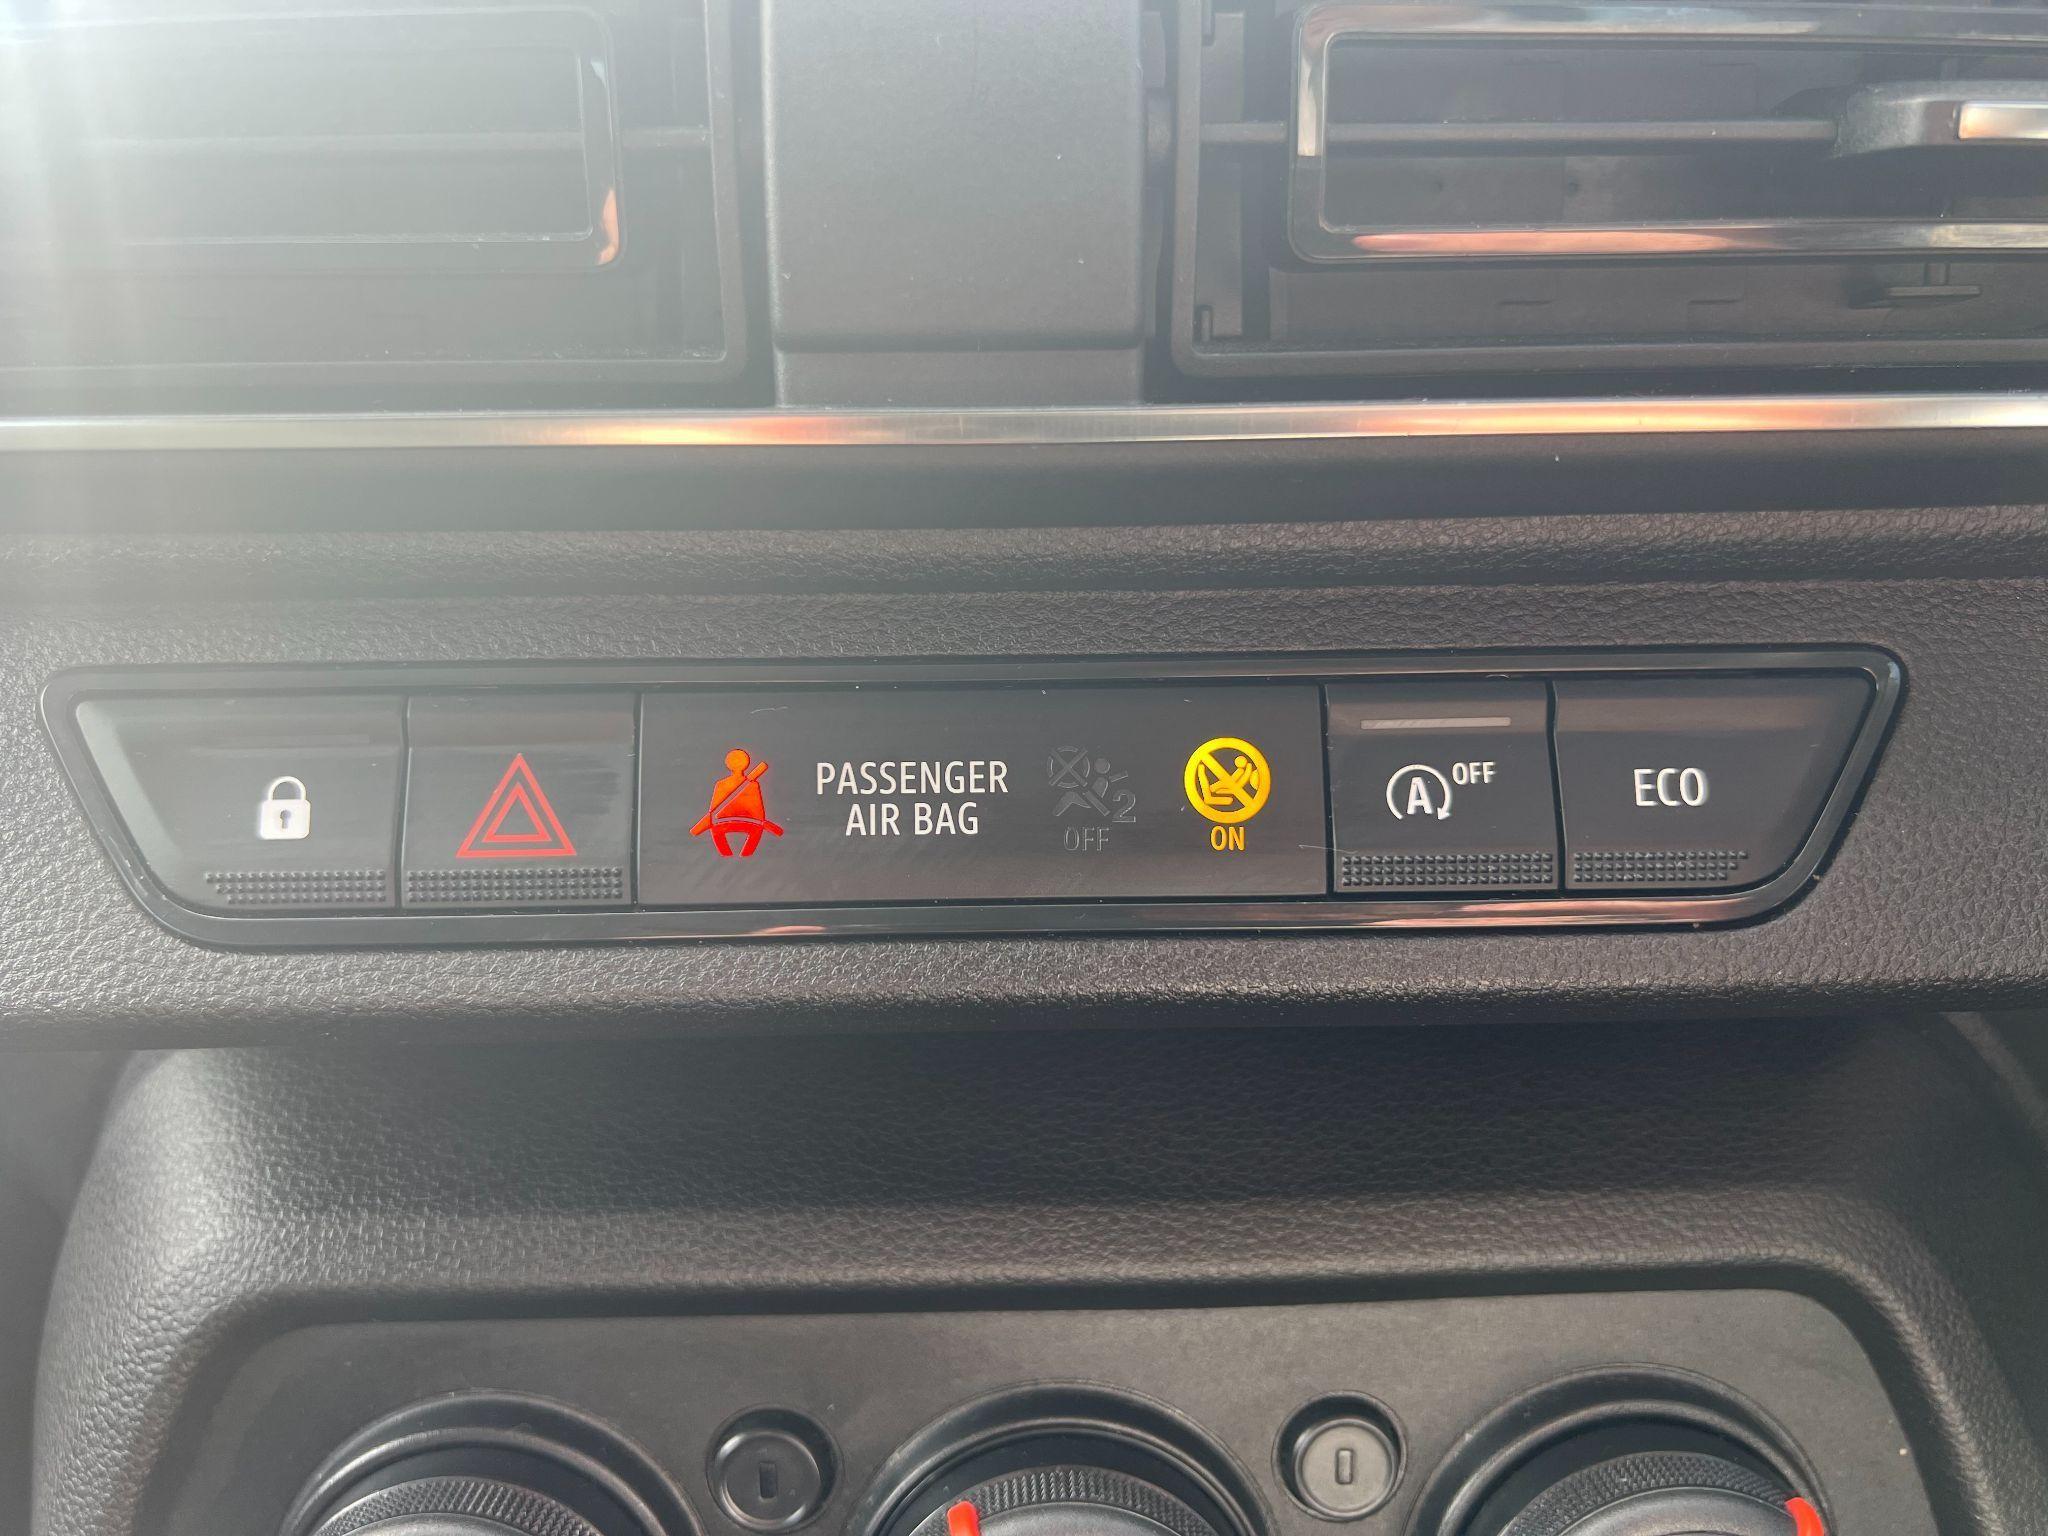 PASSENGER
AIR BAG
2
OFF
ON
A OFF
ECO